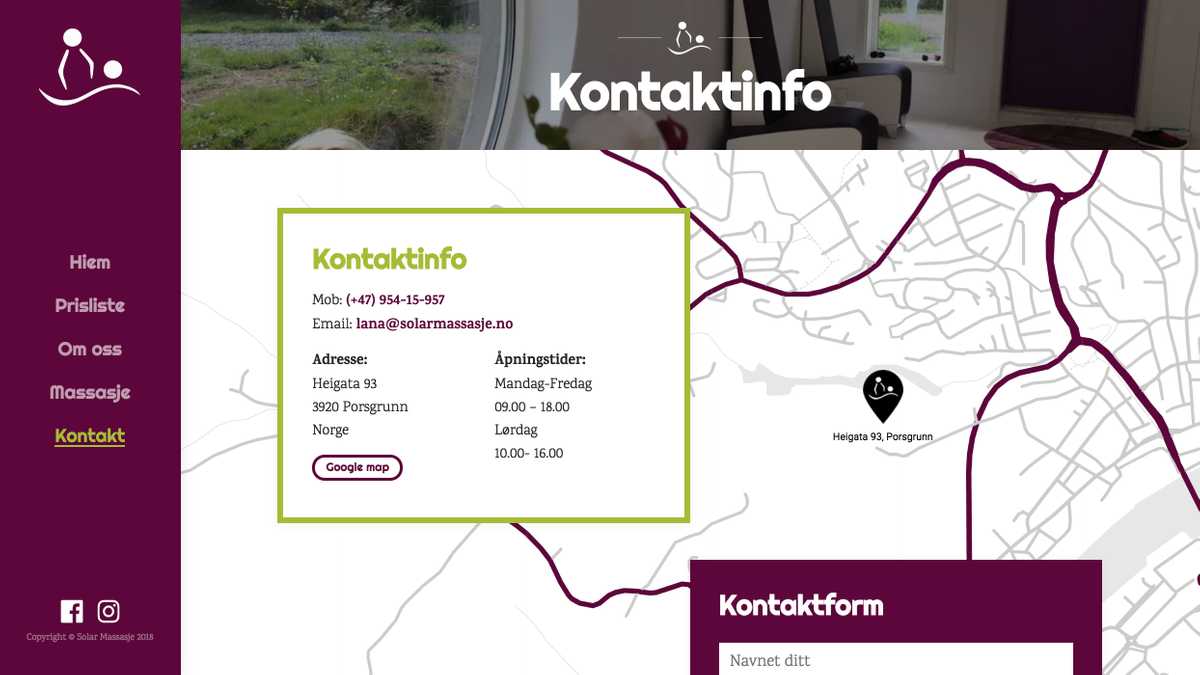 Kontaktinfo
Hiem
Prisliste
Om oss
Massasje
Kontakt
Copyright © Solar Massasje 2018
Kontaktinfo
Mob: (+47) 954-15-957
Email: lana@solarmassasje.no
Adresse:
Heigata 93
3920 Porsgrunn
Norge
Google map
Åpningstider:
Mandag-Fredag
09.00 – 18.00
Lørdag
10.00- 16.00
Heigata 93, Porsgrunn
Kontaktform
Navnet ditt